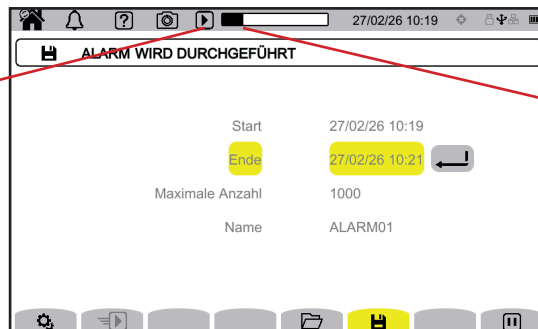 27/02/26 10:19
ALARM WIRD DURCHGEFÜHRT
Start 27/02/26 10:19
Ende 27/02/26 10:21
Maximale Anzahl 1000
Name ALARM01